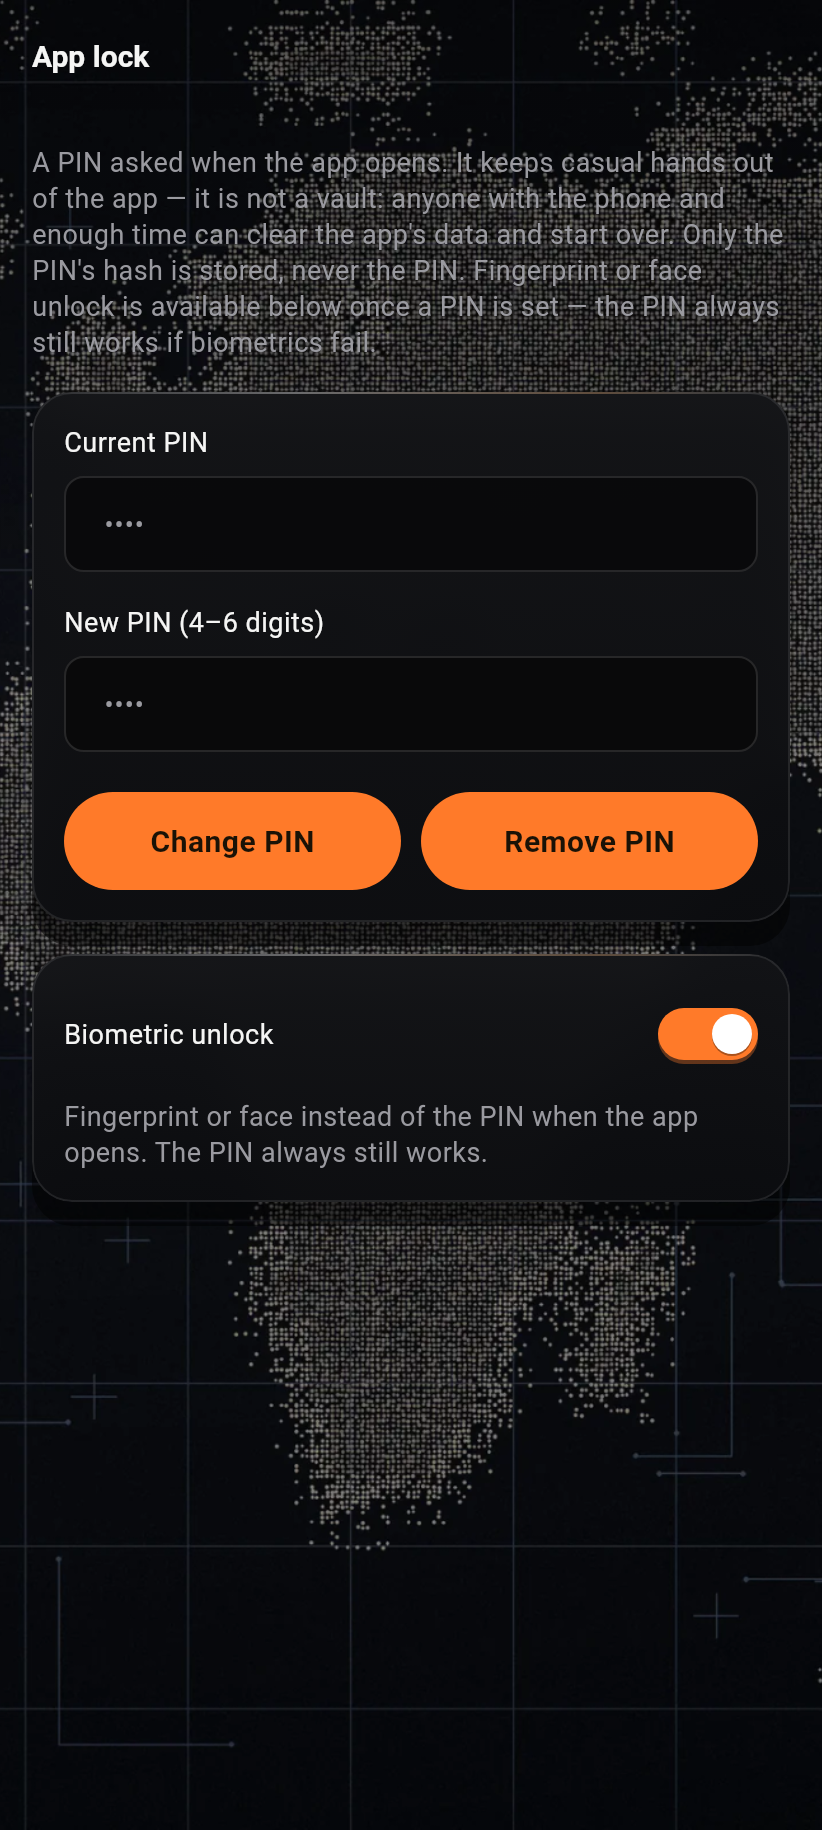 App lock
A PIN asked when the app opens. It keeps casual hands out
of the app — it is not a vault: anyone with the phone and
enough time can clear the app's data and start over. Only the
PIN's hash is stored, never the PIN. Fingerprint or face
unlock is available below once a PIN is set — the PIN always
still works if biometrics fail.
Current PIN
••••
New PIN (4–6 digits)
••••
Change PIN
Remove PIN
Biometric unlock
Fingerprint or face instead of the PIN when the app
opens. The PIN always still works.